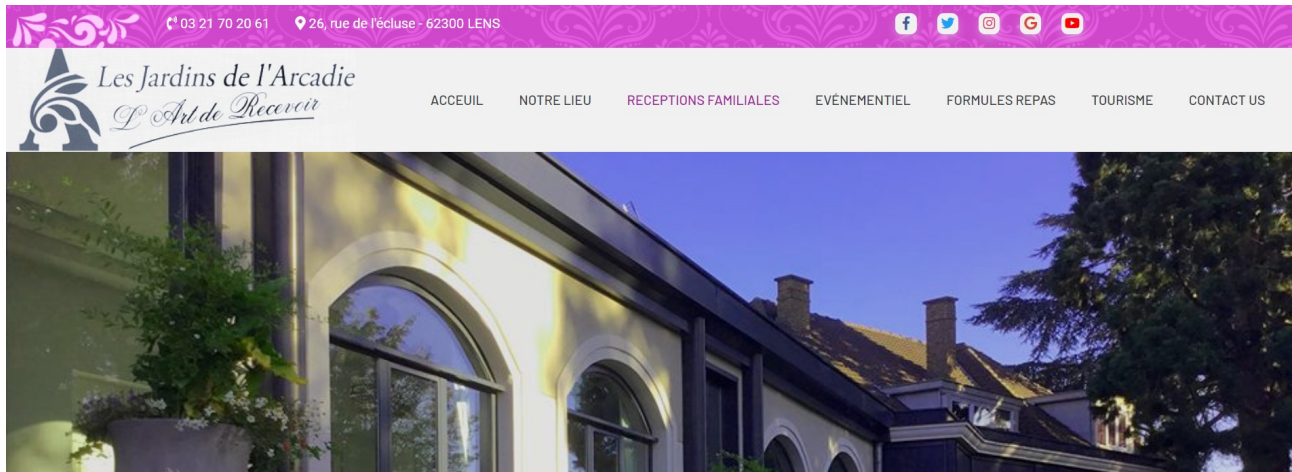 03 21 70 20 61 26, rue de l'écluse - 62300 LENS
Les Jardins de l'Arcadie
L'Art de Recevoir
ACCEUIL NOTRE LIEU RECEPTIONS FAMILIALES EVÉNEMENTIEL FORMULES REPAS TOURISME CONTACT US